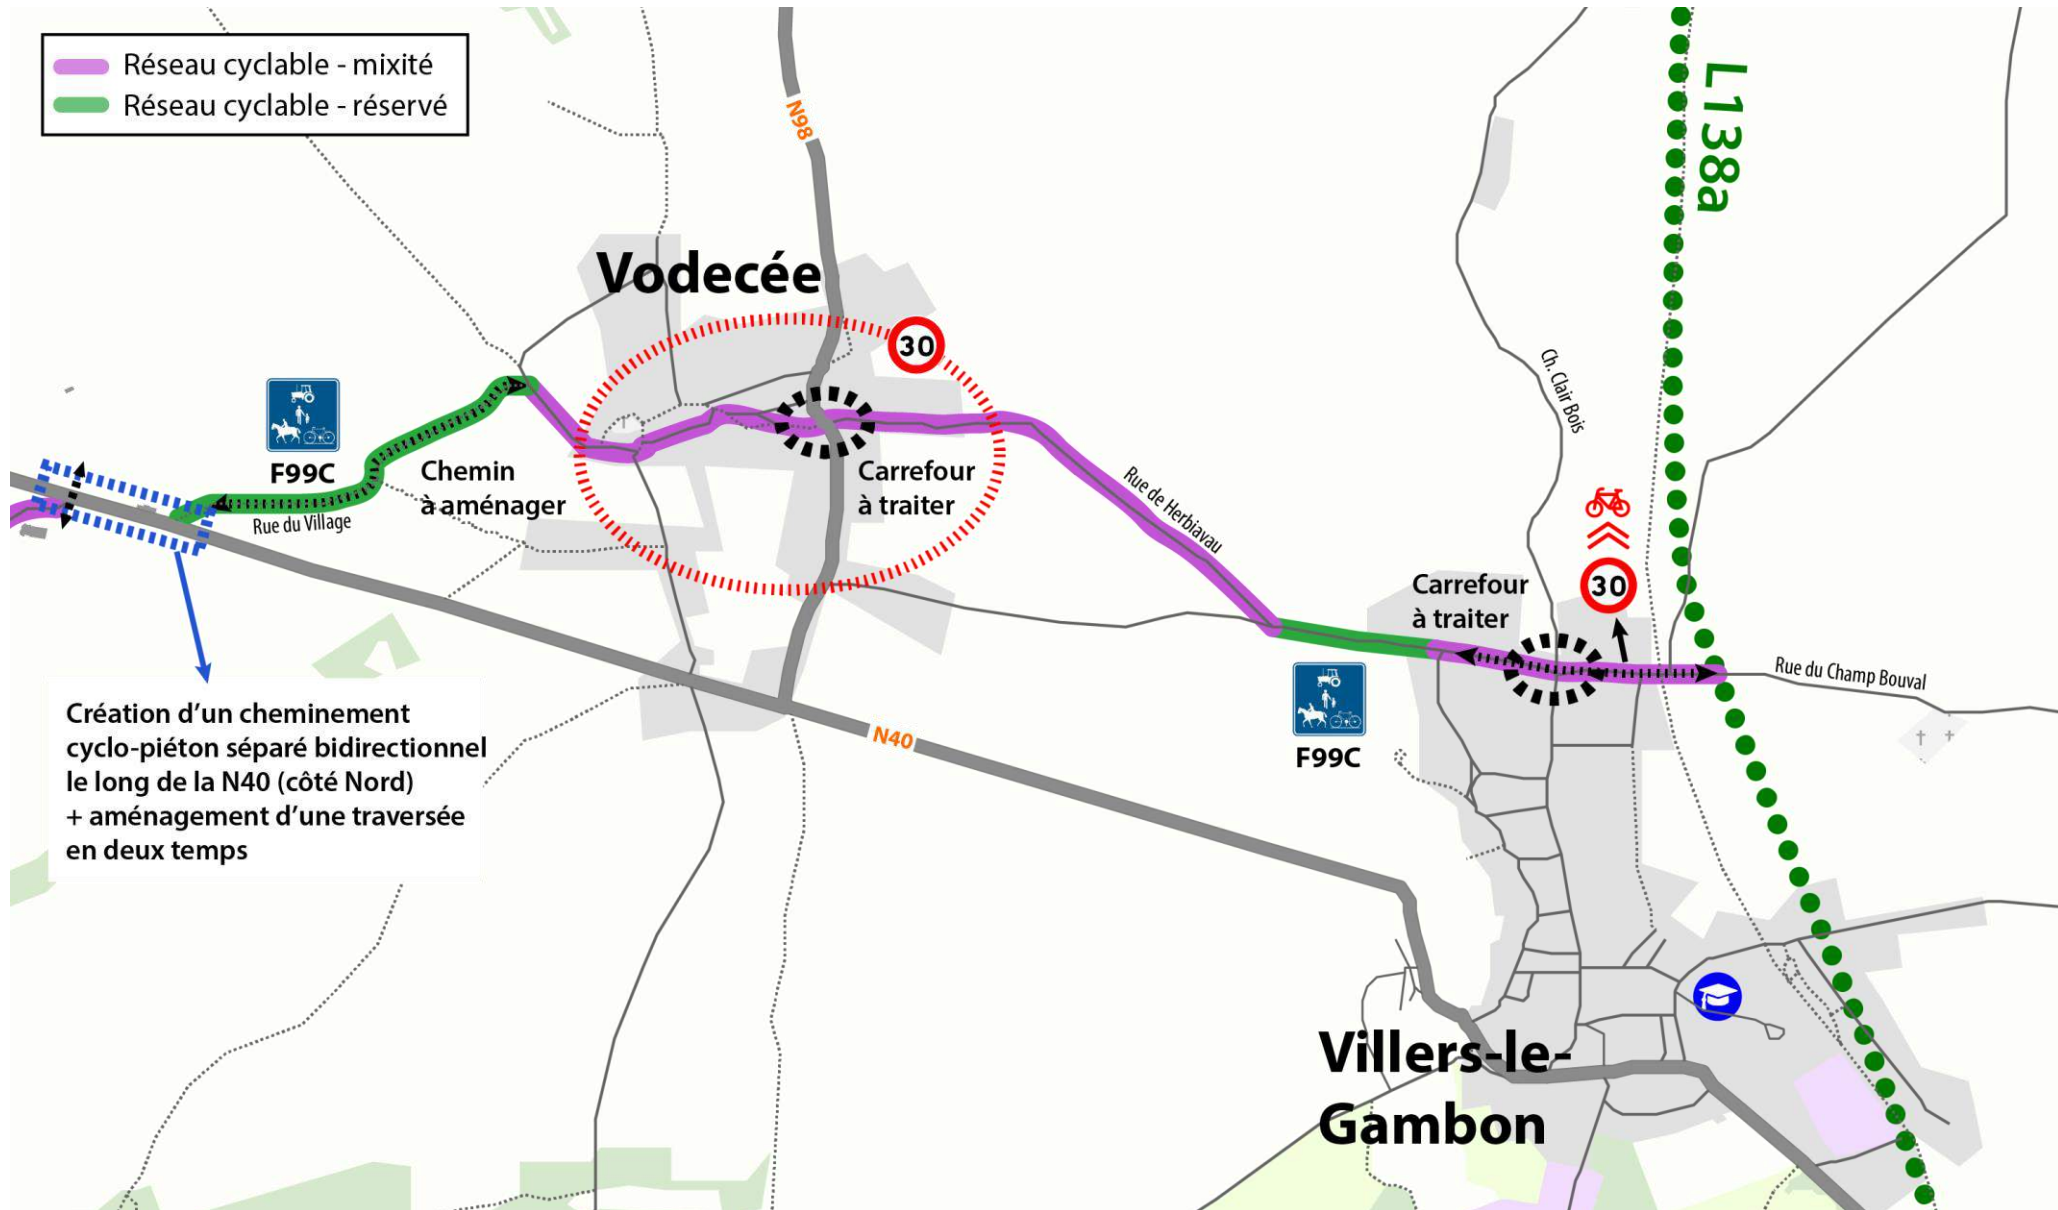 Réseau cyclable - mixité
Réseau cyclable - réservé
N98
L138a
Vodecée
30
Ch. Clair Bois
F99C
Chemin
à aménager
Carrefour
à traiter
Rue du Village
Rue de Herbiavau
Carrefour
à traiter
30
Rue du Champ Bouval
F99C
N40
Création d'un cheminement
cyclo-piéton séparé bidirectionnel
le long de la N40 (côté Nord)
+ aménagement d'une traversée
en deux temps
Villers-le-
Gambon